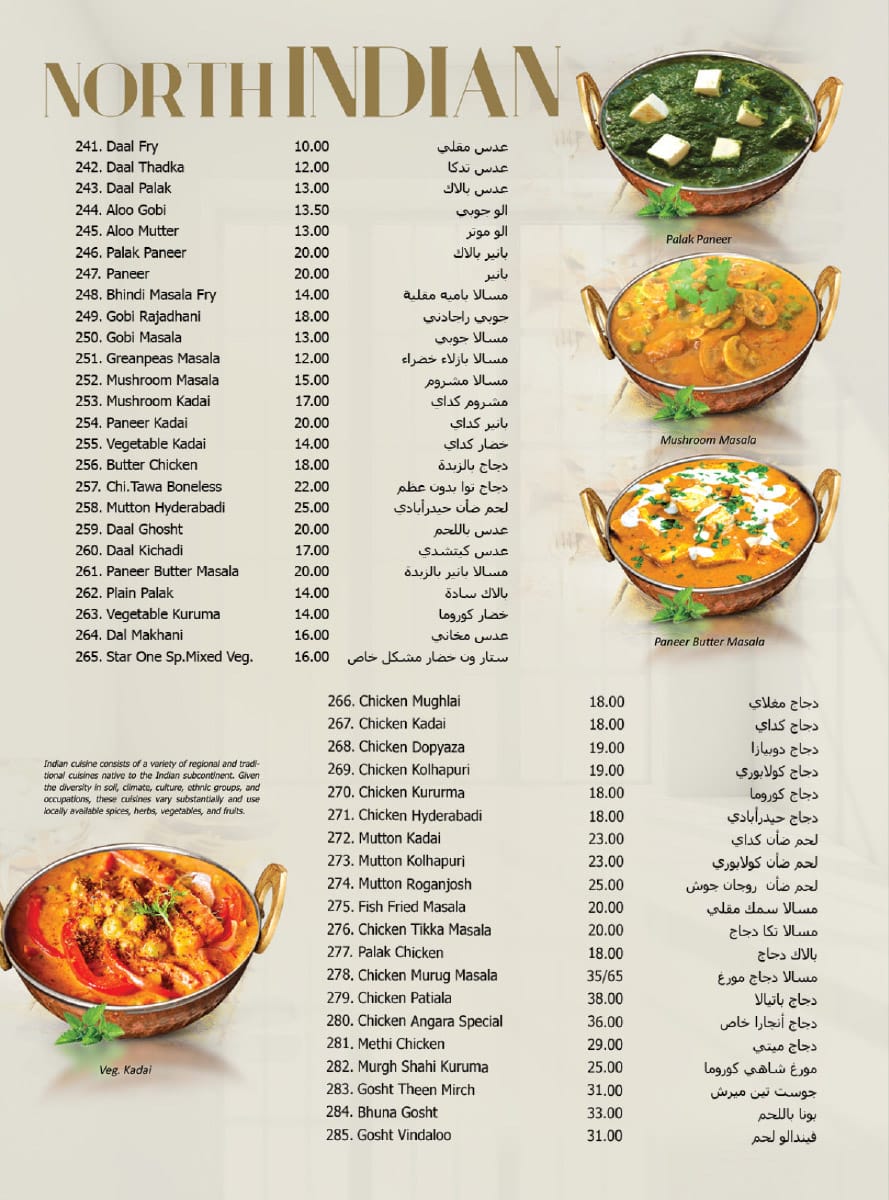 NORTH INDIAN
241. Daal Fry 10.00 عدس مقلي
242. Daal Thadka 12.00 عدس تدكا
243. Daal Palak 13.00 عدس بالاك
244. Aloo Gobi 13.50 الو جوبي
245. Aloo Mutter 13.00 الو موتر
246. Palak Paneer 20.00 بانير بالاك
247. Paneer 20.00 بانير
248. Bhindi Masala Fry 14.00 مسالا باميه مقلية
249. Gobi Rajadhani 18.00 جوبي راجادني
250. Gobi Masala 13.00 مسالا جوبي
251. Greanpeas Masala 12.00 مسالا بازلاء خضراء
252. Mushroom Masala 15.00 مسالا مشروم
253. Mushroom Kadai 17.00 مشروم كداي
254. Paneer Kadai 20.00 بانير كداي
255. Vegetable Kadai 14.00 خضار كداي
256. Butter Chicken 18.00 دجاج بالزبدة
257. Chi.Tawa Boneless 22.00 دجاج توا بدون عظم
258. Mutton Hyderabadi 25.00 لحم ضأن حيدرأبادي
259. Daal Ghosht 20.00 عدس باللحم
260. Daal Kichadi 17.00 عدس كيتشدي
261. Paneer Butter Masala 20.00 مسالا بانير بالزبدة
262. Plain Palak 14.00 بالاك سادة
263. Vegetable Kuruma 14.00 خضار كوروما
264. Dal Makhani 16.00 عدس مخاني
265. Star One Sp.Mixed Veg. 16.00 ستار ون خضار مشكل خاص
Palak Paneer
Mushroom Masala
Paneer Butter Masala
266. Chicken Mughlai 18.00 دجاج مغلاي
267. Chicken Kadai 18.00 دجاج كداي
268. Chicken Dopyaza 19.00 دجاج دوبيازا
269. Chicken Kolhapuri 19.00 دجاج كولابوري
270. Chicken Kururma 18.00 دجاج كوروما
271. Chicken Hyderabadi 18.00 دجاج حيدرأبادي
272. Mutton Kadai 23.00 لحم ضأن كداي
273. Mutton Kolhapuri 23.00 لحم ضأن كولابوري
274. Mutton Roganjosh 25.00 لحم ضأن روجان جوش
275. Fish Fried Masala 20.00 مسالا سمك مقلي
276. Chicken Tikka Masala 20.00 مسالا تكا دجاج
277. Palak Chicken 18.00 بالاك دجاج
278. Chicken Murug Masala 35/65 مسالا دجاج مورغ
279. Chicken Patiala 38.00 دجاج باتيالا
280. Chicken Angara Special 36.00 دجاج أنجارا خاص
281. Methi Chicken 29.00 دجاج ميتي
282. Murgh Shahi Kuruma 25.00 مورغ شاهي كوروما
283. Gosht Theen Mirch 31.00 جوست تين ميرش
284. Bhuna Gosht 33.00 بونا باللحم
285. Gosht Vindaloo 31.00 فيندالو لحم
Indian cuisine consists of a variety of regional and tradi-
tional cuisines native to the Indian subcontinent. Given
the diversity in soil, climate, culture, ethnic groups, and
occupations, these cuisines vary substantially and use
locally available spices, herbs, vegetables, and fruits.
Veg. Kadai